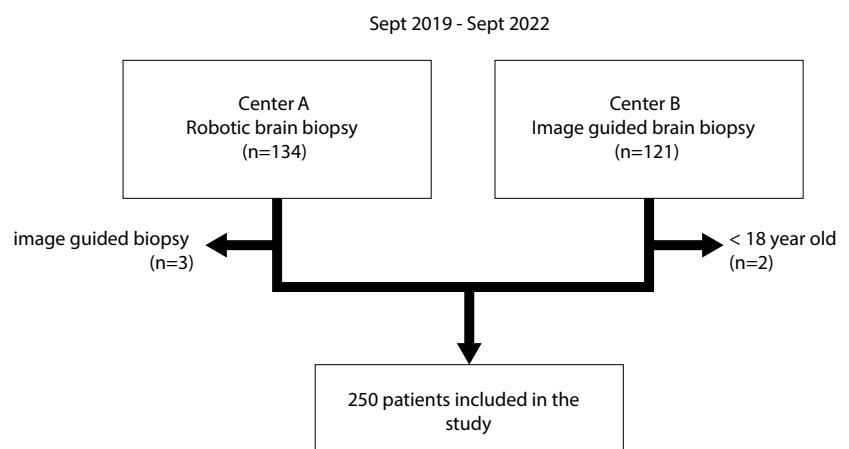 Sept 2019 - Sept 2022
Center A
Robotic brain biopsy
(n=134)
Center B
Image guided brain biopsy
(n=121)
image guided biopsy
(n=3)
< 18 year old
(n=2)
250 patients included in the
study